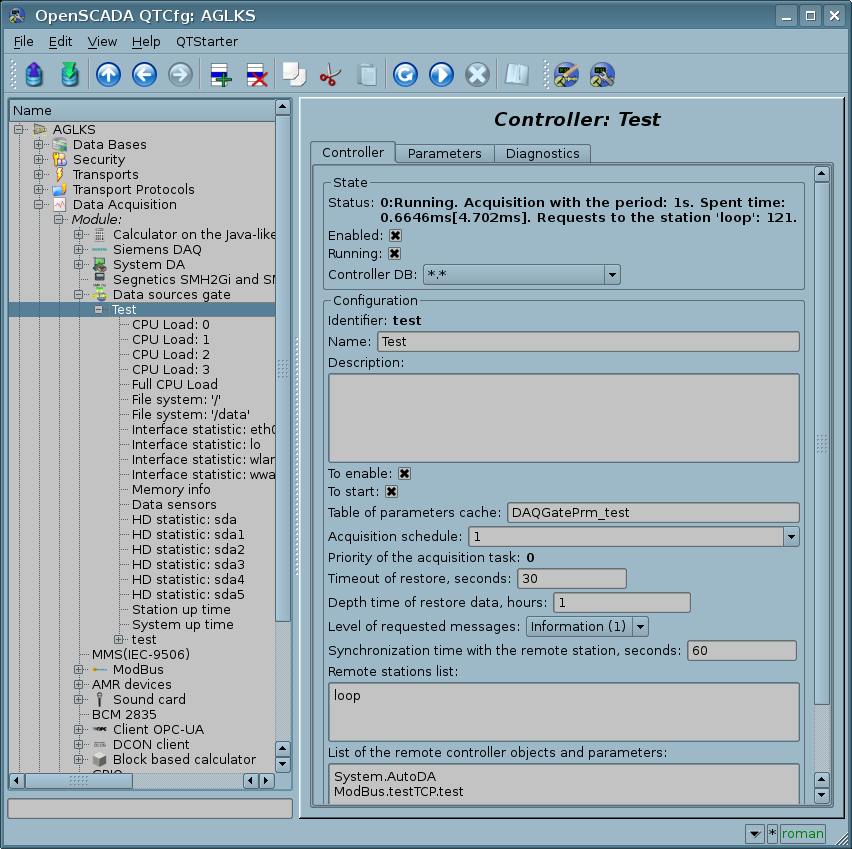 OpenSCADA QTCfg: AGLKS
File Edit View Help QTStarter
Name
AGLKS
Data Bases
Security
Transports
Transport Protocols
Data Acquisition
Module:
Calculator on the Java-like
Siemens DAQ
System DA
Segnetics SMH2Gi and SM
Data sources gate
Test
CPU Load: 0
CPU Load: 1
CPU Load: 2
CPU Load: 3
Full CPU Load
File system: '/'
File system: '/data'
Interface statistic: eth0
Interface statistic: lo
Interface statistic: wlan
Interface statistic: wwa
Memory info
Data sensors
HD statistic: sda
HD statistic: sda1
HD statistic: sda2
HD statistic: sda3
HD statistic: sda4
HD statistic: sda5
Station up time
System up time
test
MMS(IEC-9506)
ModBus
AMR devices
Sound card
BCM 2835
Client OPC-UA
DCON client
Block based calculator
GPIO
Controller: Test
Controller Parameters Diagnostics
State
Status: 0:Running. Acquisition with the period: 1s. Spent time:
0.6646ms[4.702ms]. Requests to the station 'loop': 121.
Enabled:
Running:
Controller DB: *.*
Configuration
Identifier: test
Name: Test
Description:
To enable:
To start:
Table of parameters cache: DAQGatePrm_test
Acquisition schedule: 1
Priority of the acquisition task: 0
Timeout of restore, seconds: 30
Depth time of restore data, hours: 1
Level of requested messages: Information (1)
Synchronization time with the remote station, seconds: 60
Remote stations list:
loop
List of the remote controller objects and parameters:
System.AutoDA
ModBus.testTCP.test
* roman